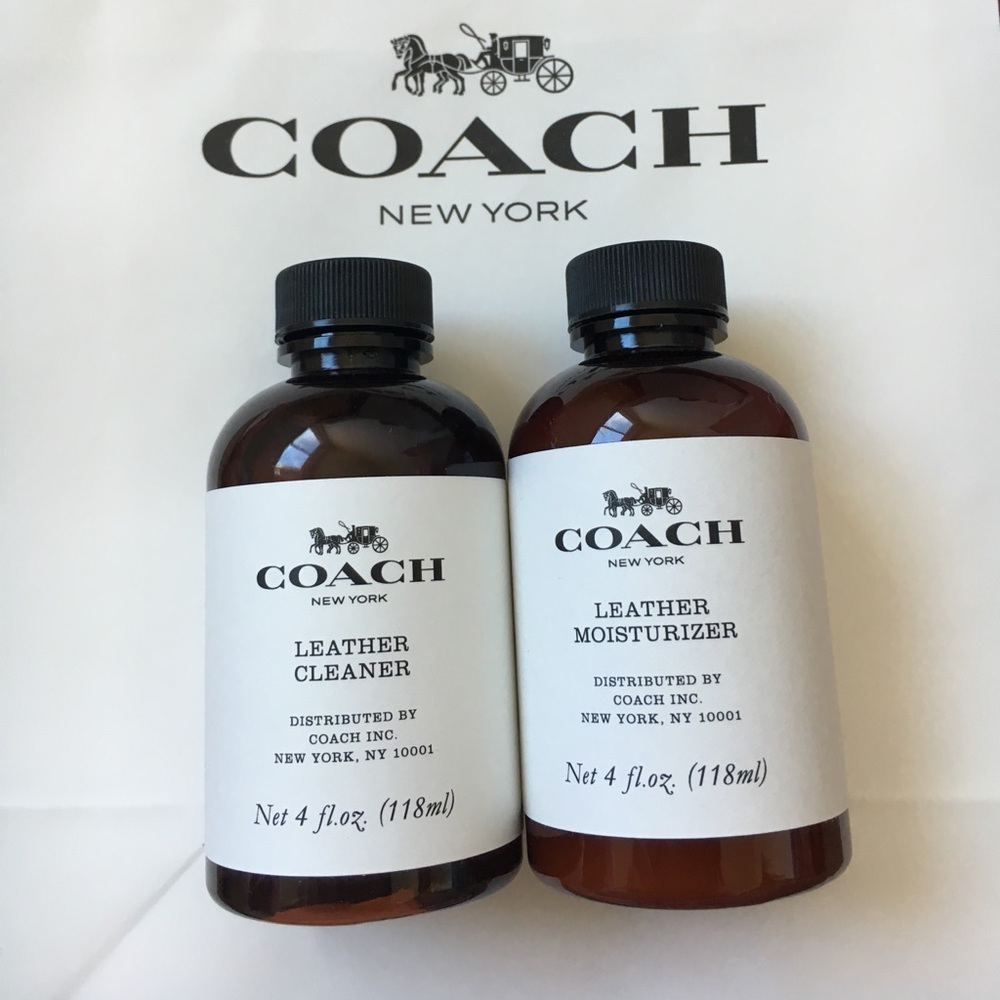 COACH
NEW YORK
COACH
NEW YORK
LEATHER
CLEANER
DISTRIBUTED BY
COACH INC.
NEW YORK, NY 10001
Net 4 fl.oz. (118ml)
COACH
NEW YORK
LEATHER
MOISTURIZER
DISTRIBUTED BY
COACH INC.
NEW YORK, NY 10001
Net 4 fl.oz. (118ml)